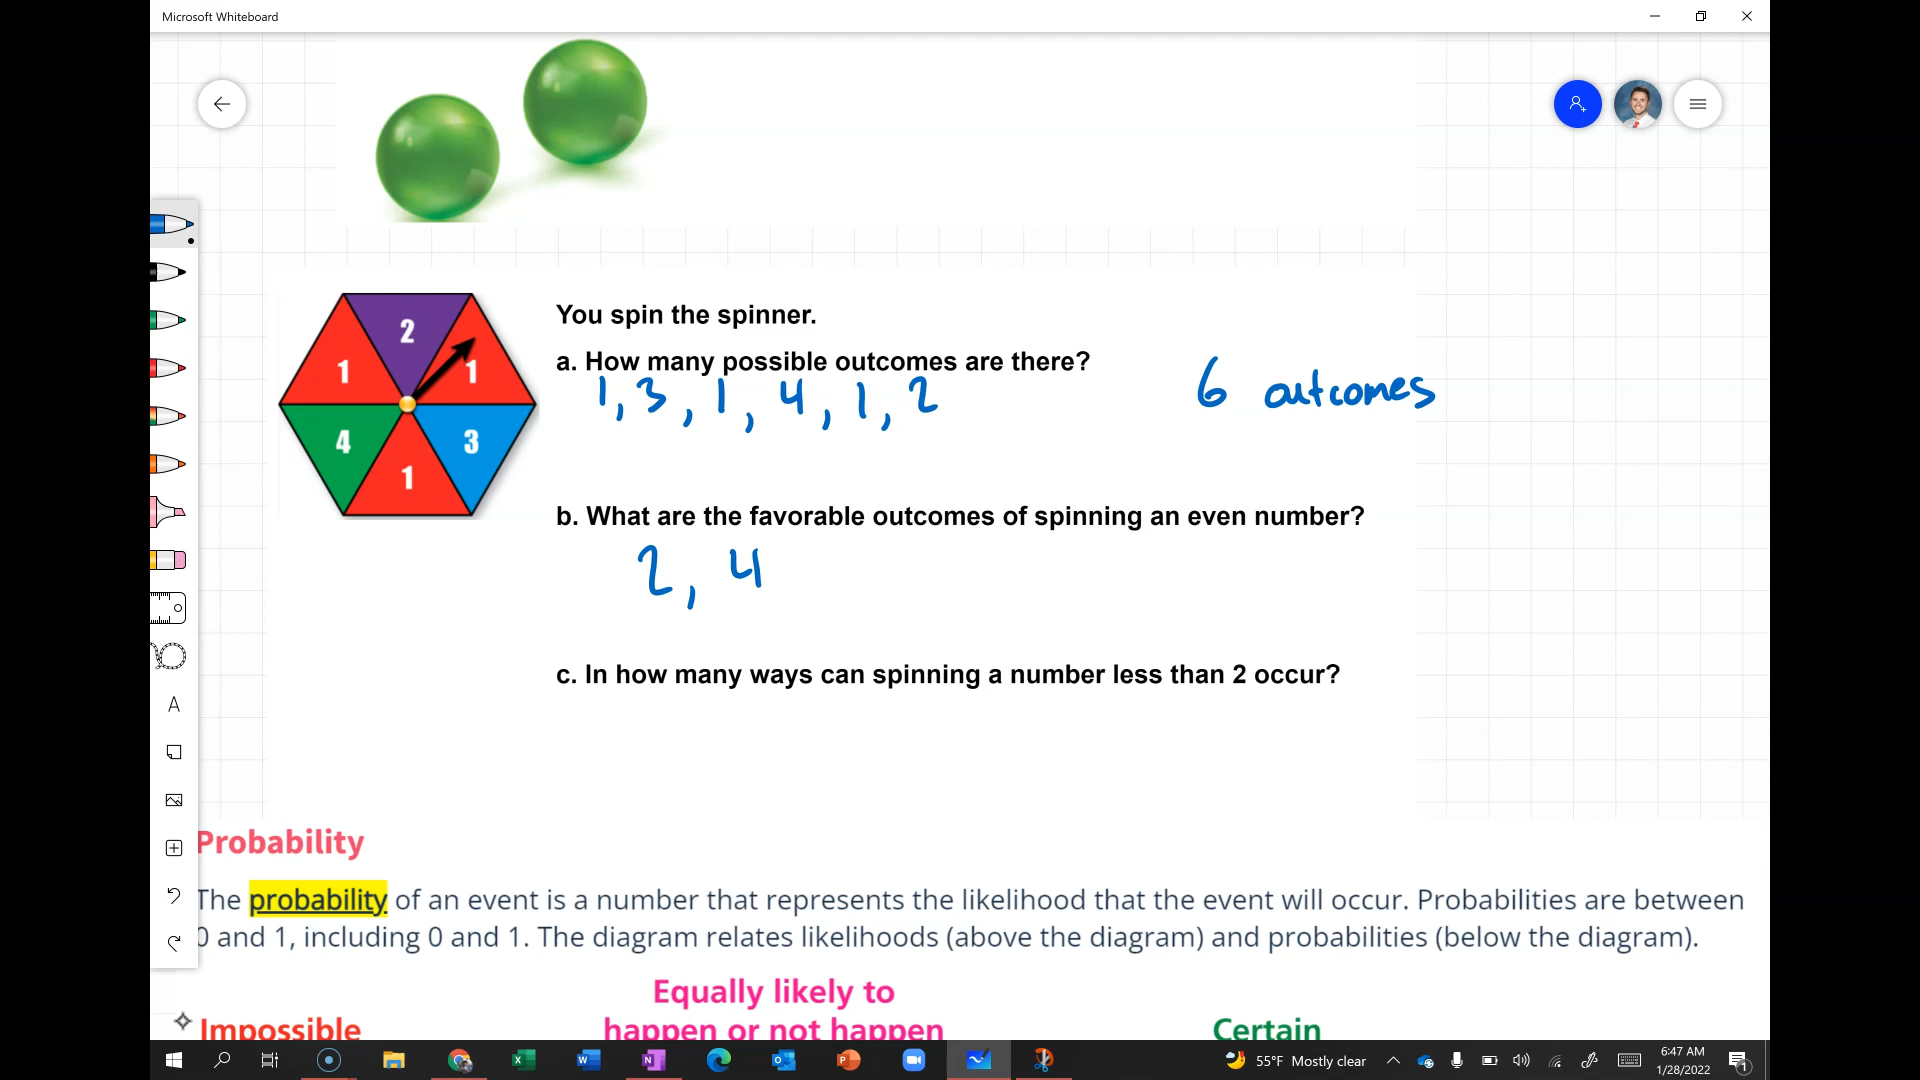 Microsoft Whiteboard
2
1
1
4
3
1
You spin the spinner.
a. How many possible outcomes are there?
1, 3, 1, 4, 1, 2
6 outcomes
b. What are the favorable outcomes of spinning an even number?
2, 4
c. In how many ways can spinning a number less than 2 occur?
A
Probability
The probability of an event is a number that represents the likelihood that the event will occur. Probabilities are between
0 and 1, including 0 and 1. The diagram relates likelihoods (above the diagram) and probabilities (below the diagram).
Equally likely to
happen or not happen
Impossible
Certain
55°F Mostly clear
6:47 AM
1/28/2022
1